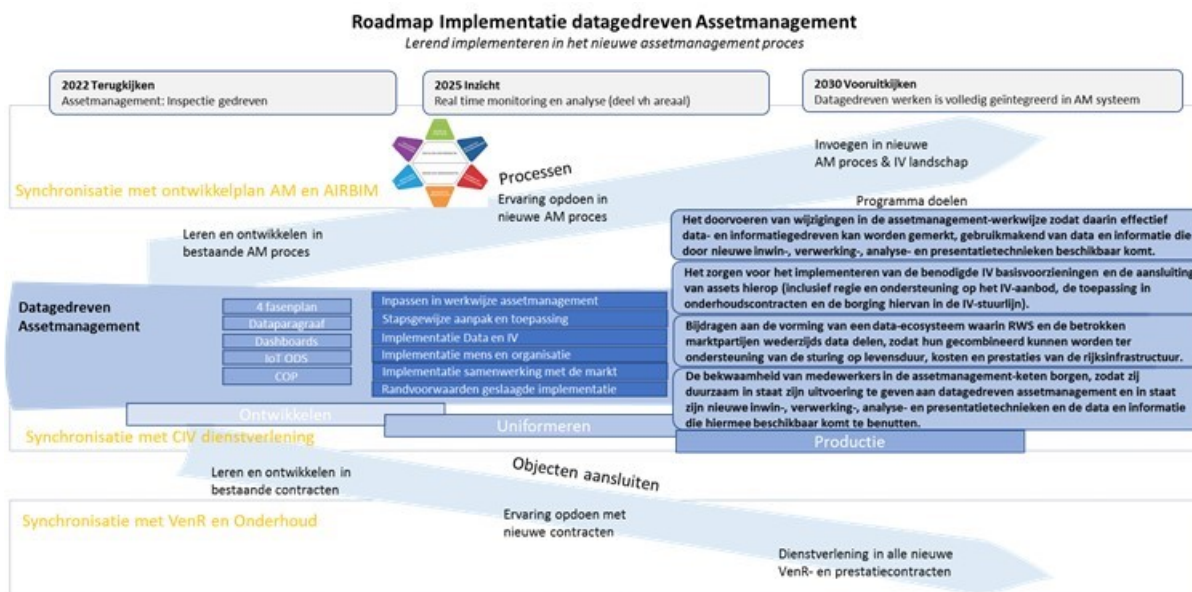 Roadmap Implementatie datagedreven Assetmanagement
Lerend implementeren in het nieuwe assetmanagement proces
2022 Terugkijken
Assetmanagement: Inspectie gedreven
2025 Inzicht
Real time monitoring en analyse (deel vh areaal)
2030 Vooruitkijken
Datagedreven werken is volledig geïntegreerd in AM systeem
Synchronisatie met ontwikkelplan AM en AIRBIM
Processen
Leren en ontwikkelen in
bestaande AM proces
Ervaring opdoen in
nieuwe AM proces
Invoegen in nieuwe
AM proces & IV landschap
Programma doelen
Het doorvoeren van wijzigingen in de assetmanagement-werkwijze zodat daarin effectief
data- en informatiegedreven kan worden gemerkt, gebruikmakend van data en informatie die
door nieuwe inwin-, verwerking-, analyse- en presentatietechnieken beschikbaar komt.
Het zorgen voor het implementeren van de benodigde IV basisvoorzieningen en de aansluiting
van assets hierop (inclusief regie en ondersteuning op het IV-aanbod, de toepassing in
onderhoudscontracten en de borging hiervan in de IV-stuurlijn).
Bijdragen aan de vorming van een data-ecosysteem waarin RWS en de betrokken
marktpartijen wederzijds data delen, zodat hun gecombineerd kunnen worden ter
ondersteuning van de sturing op levensduur, kosten en prestaties van de rijksinfrastructuur.
De bekwaamheid van medewerkers in de assetmanagement-keten borgen, zodat zij
duurzaam in staat zijn uitvoering te geven aan datagedreven assetmanagement en in staat
zijn nieuwe inwin-, verwerking-, analyse- en presentatietechnieken en de data en informatie
die hiermee beschikbaar komt te benutten.
Datagedreven
Assetmanagement
4 fasenplan
Dataparagraaf
Dashboards
IoT ODS
COP
Inpassen in werkwijze assetmanagement
Stapsgewijze aanpak en toepassing
Implementatie Data en IV
Implementatie mens en organisatie
Implementatie samenwerking met de markt
Randvoorwaarden geslaagde implementatie
Ontwikkelen
Uniformeren
Productie
Synchronisatie met CIV dienstverlening
Objecten aansluiten
Leren en ontwikkelen in
bestaande contracten
Ervaring opdoen met
nieuwe contracten
Dienstverlening in alle nieuwe
VenR- en prestatiecontracten
Synchronisatie met VenR en Onderhoud